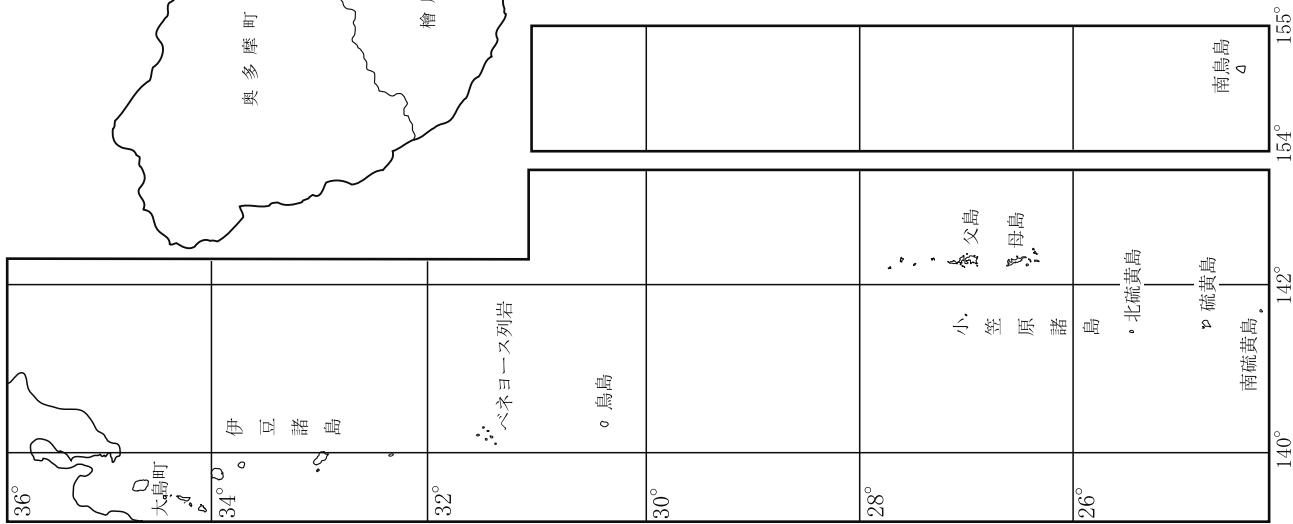 奥多摩町
檜
36°
34°
32°
30°
28°
26°
140°
142°
154°
155°
大島町
伊豆諸島
ベネヨース列岩
鳥島
小笠原諸島
父島
母島
北硫黄島
硫黄島
南硫黄島
南鳥島